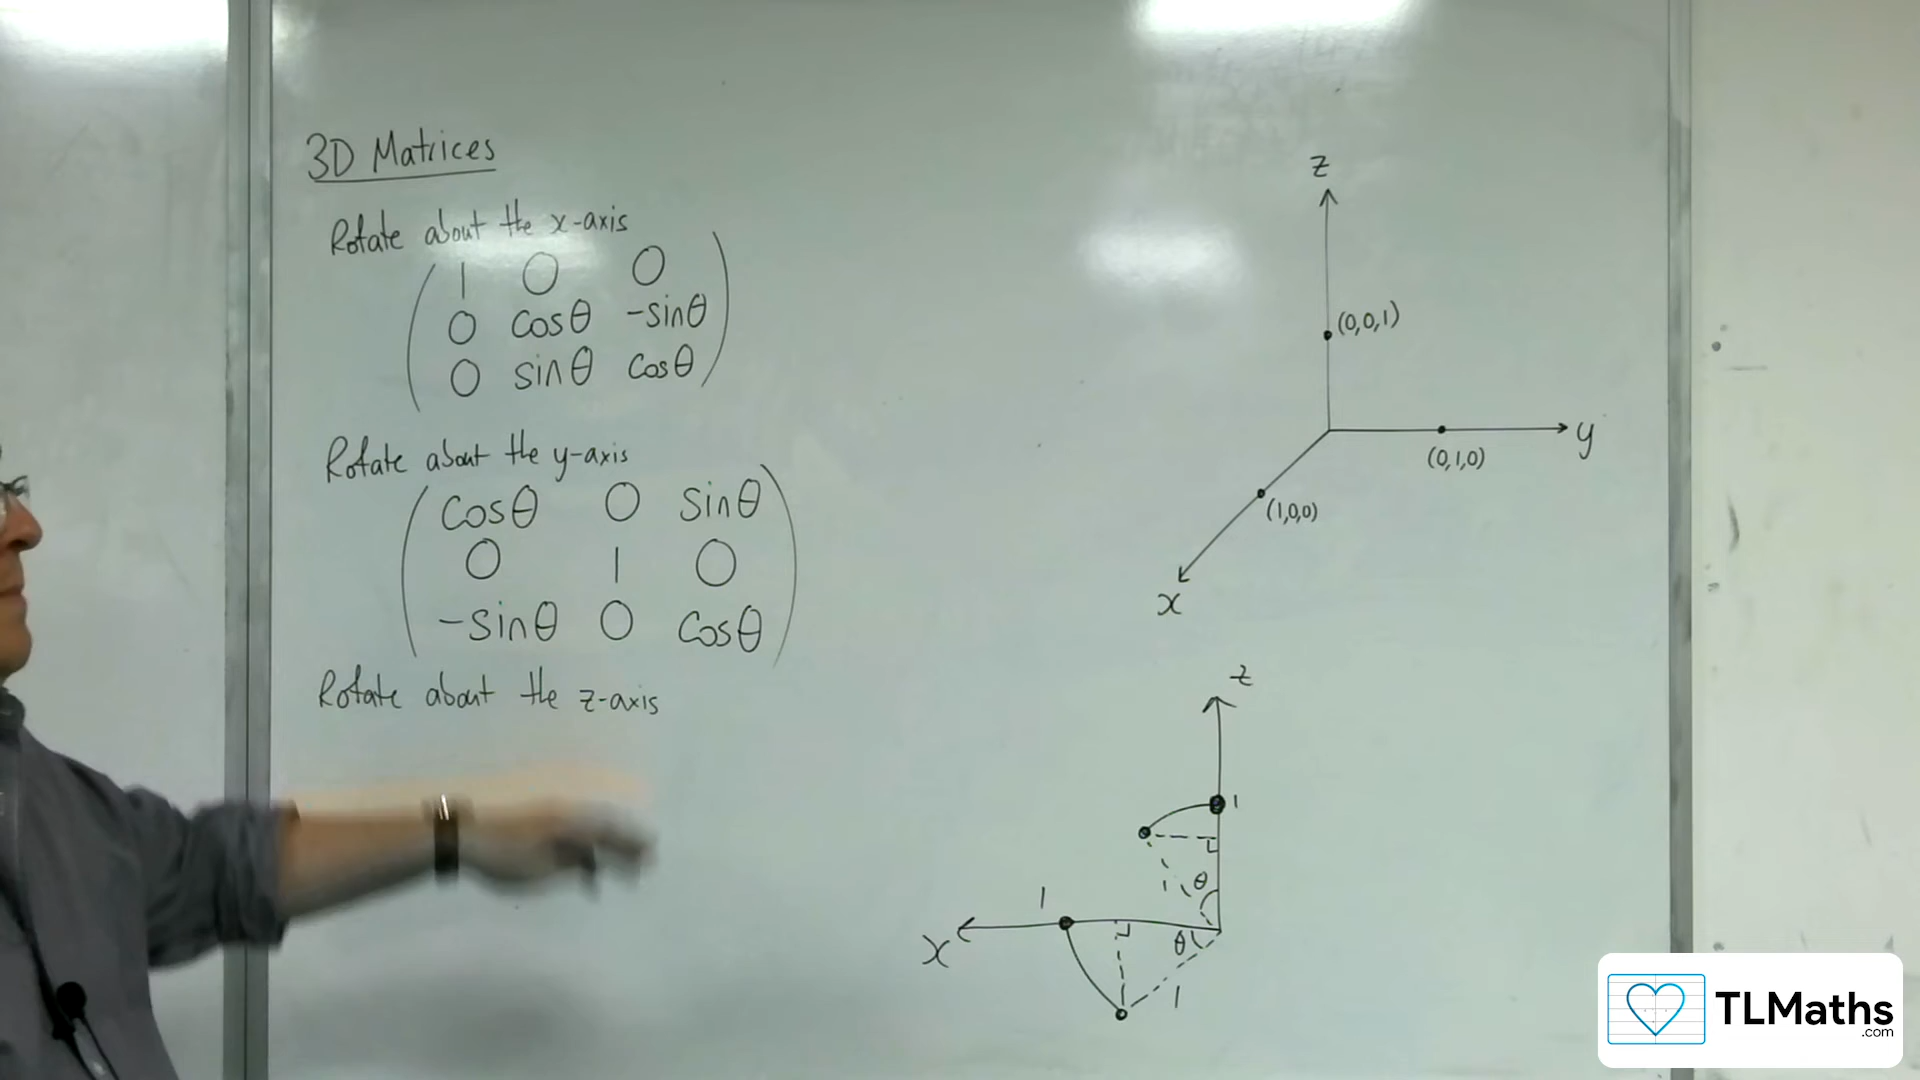 3D Matrices
Rotate about the x-axis
1 0 0
0 cosθ -sinθ
0 sinθ cosθ
Rotate about the y-axis
cosθ 0 sinθ
0 1 0
-sinθ 0 cosθ
Rotate about the z-axis
z
(0,0,1)
y
(0,1,0)
(1,0,0)
x
z
1
1 θ
1
x
θ
1
TLMaths
.com